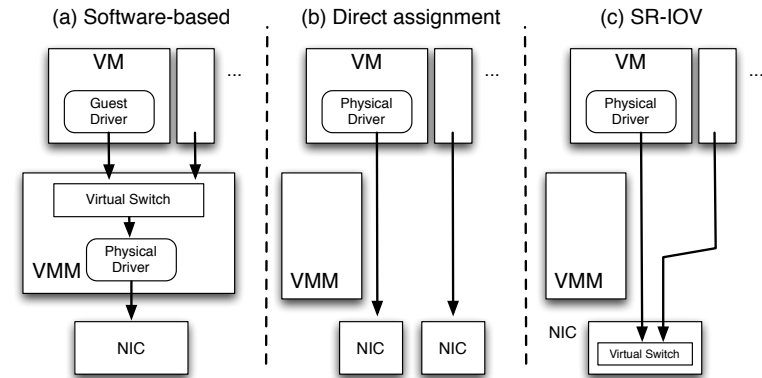 (a) Software-based
(b) Direct assignment
(c) SR-IOV
VM
...
Guest
Driver
Virtual Switch
Physical
Driver
VMM
NIC
VM
...
Physical
Driver
VMM
NIC
NIC
VM
...
Physical
Driver
VMM
NIC
Virtual Switch